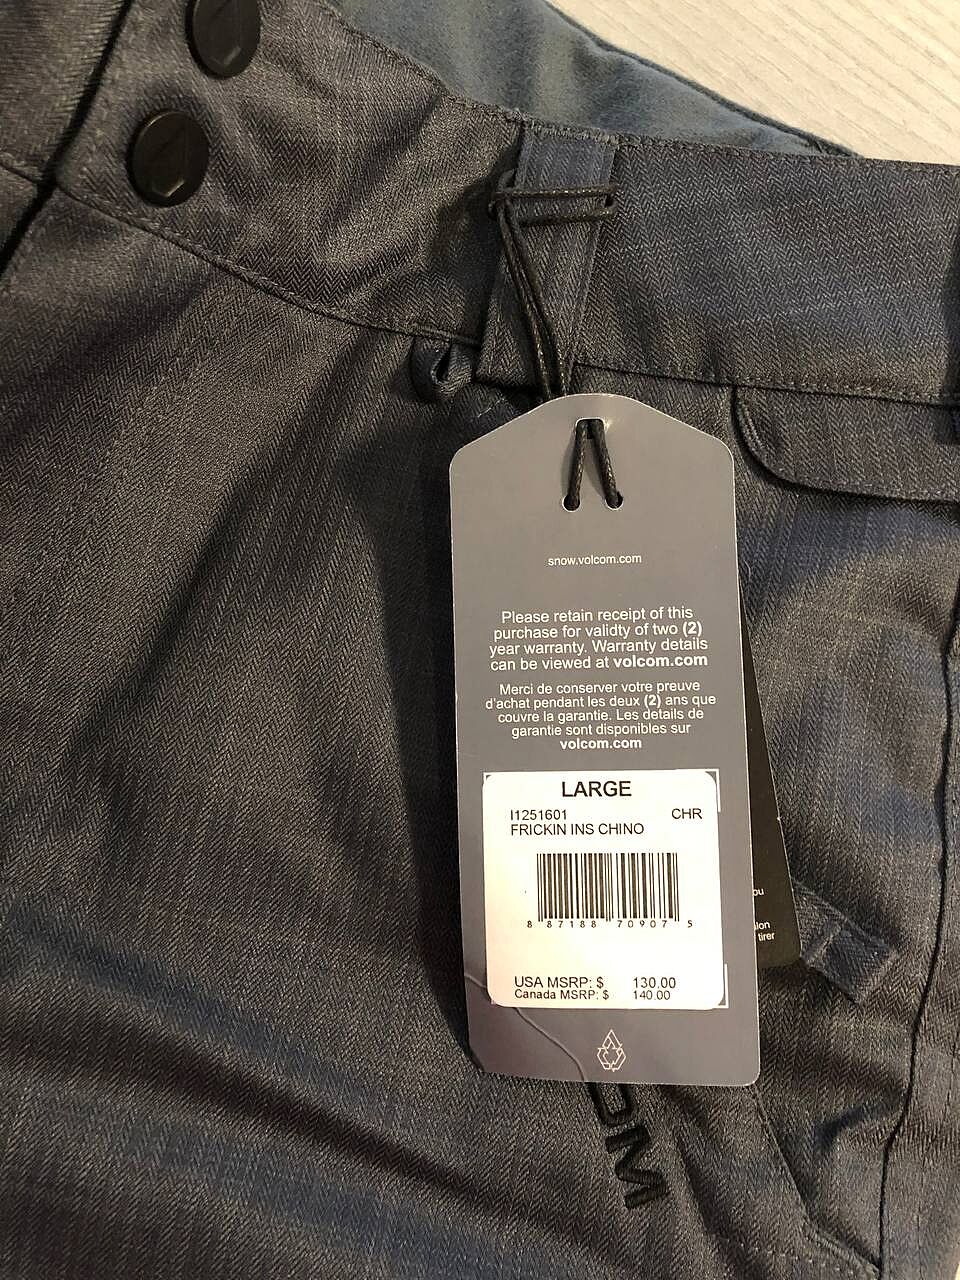 snow.volcom.com
Please retain receipt of this
purchase for validty of two (2)
year warranty. Warranty details
can be viewed at volcom.com
Merci de conserver votre preuve
d'achat pendant les deux (2) ans que
couvre la garantie. Les détails de
garantie sont disponibles sur
volcom.com
LARGE
I1251601 CHR
FRICKIN INS CHINO
8 87188 70907 5
USA MSRP: $ 130.00
Canada MSRP: $ 140.00
tirer
OM